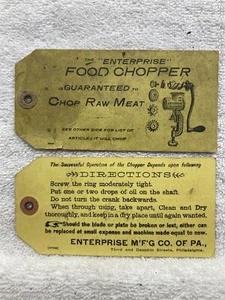 THE "ENTERPRISE"
FOOD CHOPPER
IS GUARANTEED TO
CHOP RAW MEAT
SEE OTHER SIDE FOR LIST OF
ARTICLES IT WILL CHOP
The Successful Operation of the Chopper Depends upon following
DIRECTIONS
Screw the ring moderately tight.
Put one or two drops of oil on the shaft.
Do not turn the crank backwards.
When through using, take apart, Clean and Dry
thoroughly, and keep in a dry place until again wanted.
Should the blade or plate be broken or lost, either can
be replaced at small expense and machine made equal to new.
ENTERPRISE M'F'G CO. OF PA.,
Third and Dauphin Streets, Philadelphia.